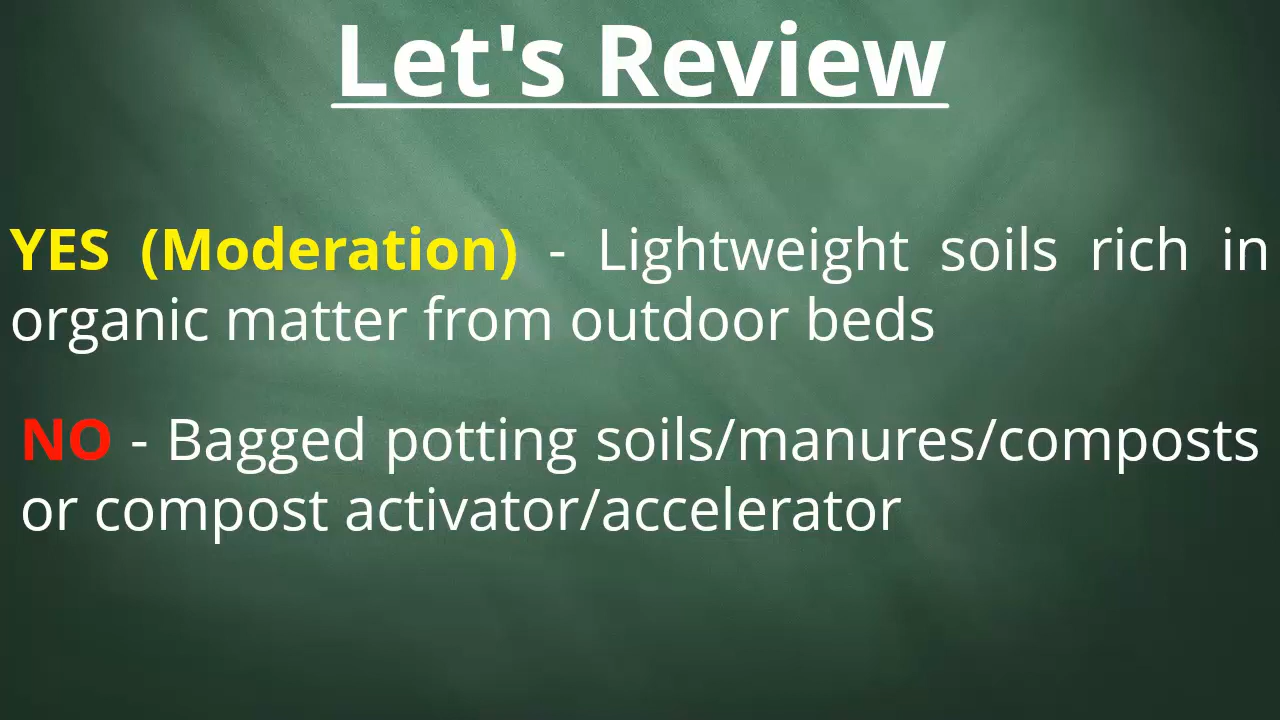 Let's Review
YES (Moderation) - Lightweight soils rich in
organic matter from outdoor beds
NO - Bagged potting soils/manures/composts
or compost activator/accelerator